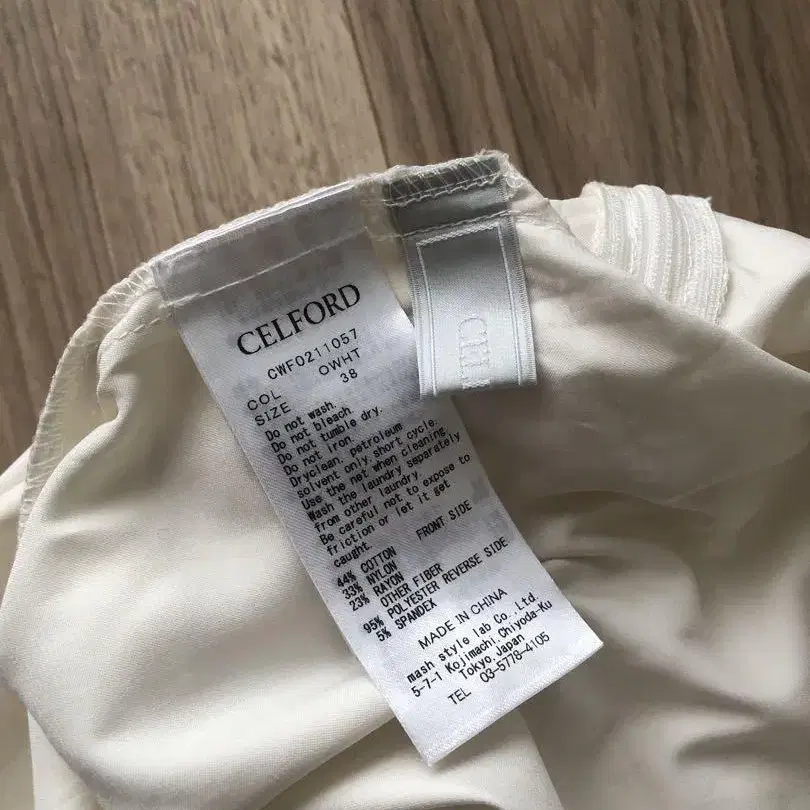 CELFORD
CWF0211057
COL OWHT
SIZE 38
Do not wash.
Do not bleach
Do not tumble dry.
Do not iron.
Dryclean, petroleum
solvent only,short cycle.
Use the net when cleaning.
Wash the laundry separately
from other laundry.
Be careful not to expose to
friction or let it get
caught.
FRONT SIDE
44% COTTON
33% NYLON
23% RAYON
OTHER FIBER
95% POLYESTER REVERSE SIDE
5% SPANDEX
MADE IN CHINA
mash style lab Co.,Ltd.
5-7-1 Kojimachi,Chiyoda-Ku
Tokyo,Japan
TEL 03-5778-4105
CEL